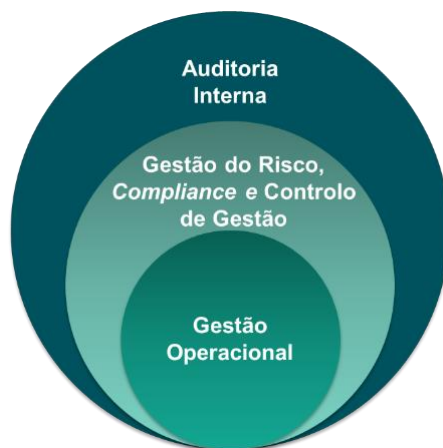 Auditoria
Interna
Gestão do Risco,
Compliance e Controlo
de Gestão
Gestão
Operacional